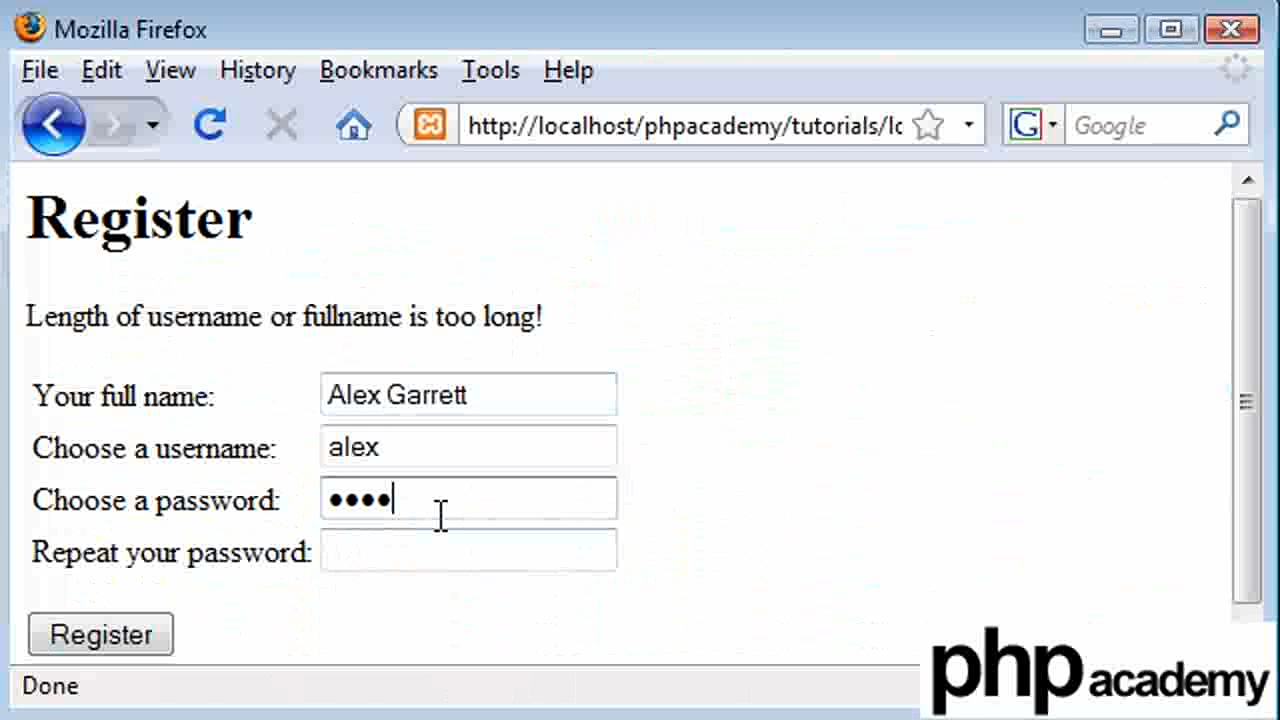 Mozilla Firefox
File Edit View History Bookmarks Tools Help
http://localhost/phpacademy/tutorials/lc Google
Register
Length of username or fullname is too long!
Your full name: Alex Garrett
Choose a username: alex
Choose a password: ••••
Repeat your password:
Register
Done
php academy